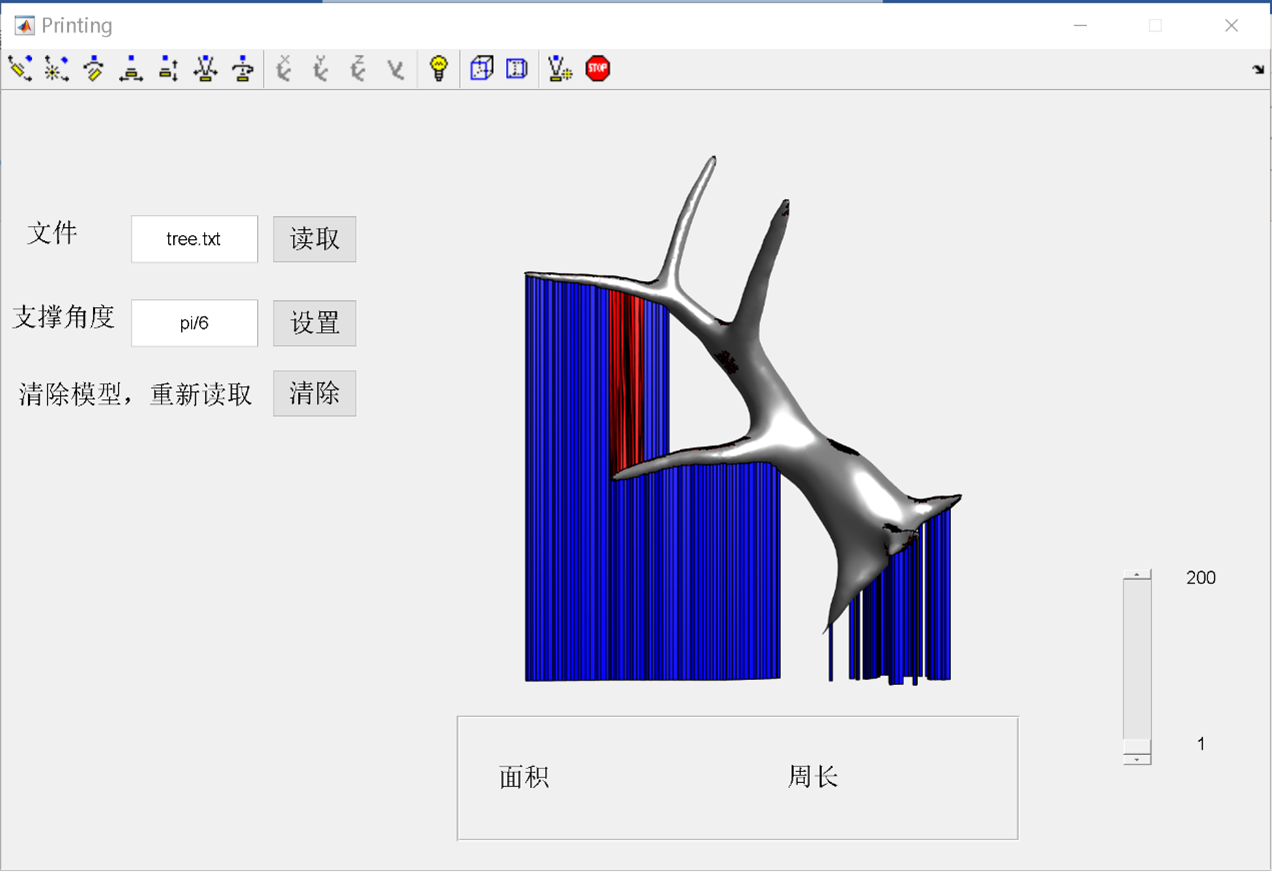 Printing
X
Y
Z
STOP
文件
tree.txt
读取
支撑角度
pi/6
设置
清除模型，重新读取
清除
200
1
面积
周长